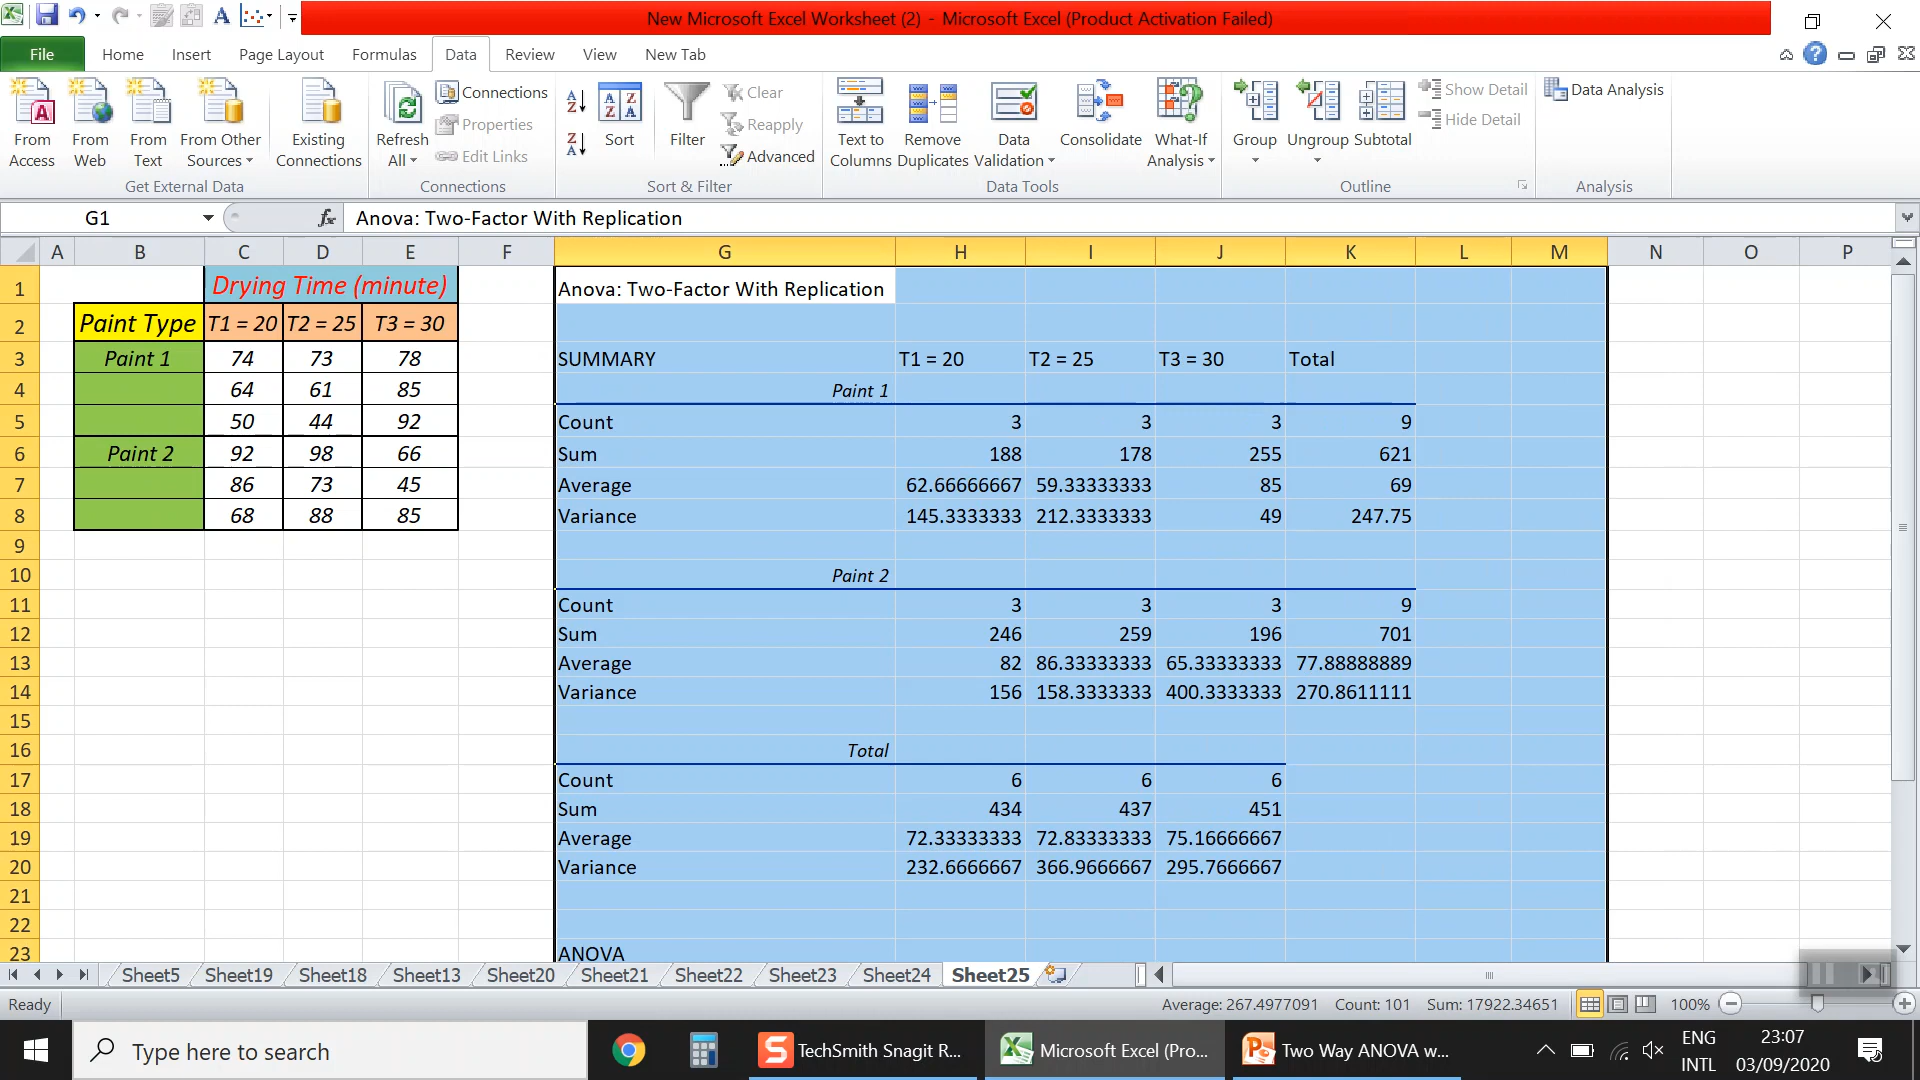 New Microsoft Excel Worksheet (2) - Microsoft Excel (Product Activation Failed)
File Home Insert Page Layout Formulas Data Review View New Tab
From Access From Web From Text From Other Sources Existing Connections
Get External Data
Refresh All Connections Properties Edit Links
Connections
Sort Filter Clear Reapply Advanced
Sort & Filter
Text to Columns Remove Duplicates Data Validation Consolidate What-If Analysis
Data Tools
Group Ungroup Subtotal Show Detail Hide Detail
Outline
Data Analysis
Analysis
G1 fx Anova: Two-Factor With Replication
A B C D E F G H I J K L M N O P
1 Drying Time (minute) Anova: Two-Factor With Replication
2 Paint Type T1 = 20 T2 = 25 T3 = 30
3 Paint 1 74 73 78 SUMMARY T1 = 20 T2 = 25 T3 = 30 Total
4 64 61 85 Paint 1
5 50 44 92 Count 3 3 3 9
6 Paint 2 92 98 66 Sum 188 178 255 621
7 86 73 45 Average 62.66666667 59.33333333 85 69
8 68 88 85 Variance 145.3333333 212.3333333 49 247.75
9
10 Paint 2
11 Count 3 3 3 9
12 Sum 246 259 196 701
13 Average 82 86.33333333 65.33333333 77.88888889
14 Variance 156 158.3333333 400.3333333 270.8611111
15
16 Total
17 Count 6 6 6
18 Sum 434 437 451
19 Average 72.33333333 72.83333333 75.16666667
20 Variance 232.6666667 366.9666667 295.7666667
21
22
23 ANOVA
Sheet5 Sheet19 Sheet18 Sheet13 Sheet20 Sheet21 Sheet22 Sheet23 Sheet24 Sheet25
Ready Average: 267.4977091 Count: 101 Sum: 17922.34651 100%
Type here to search TechSmith Snagit R... Microsoft Excel (Pro... Two Way ANOVA w... ENG INTL 23:07 03/09/2020